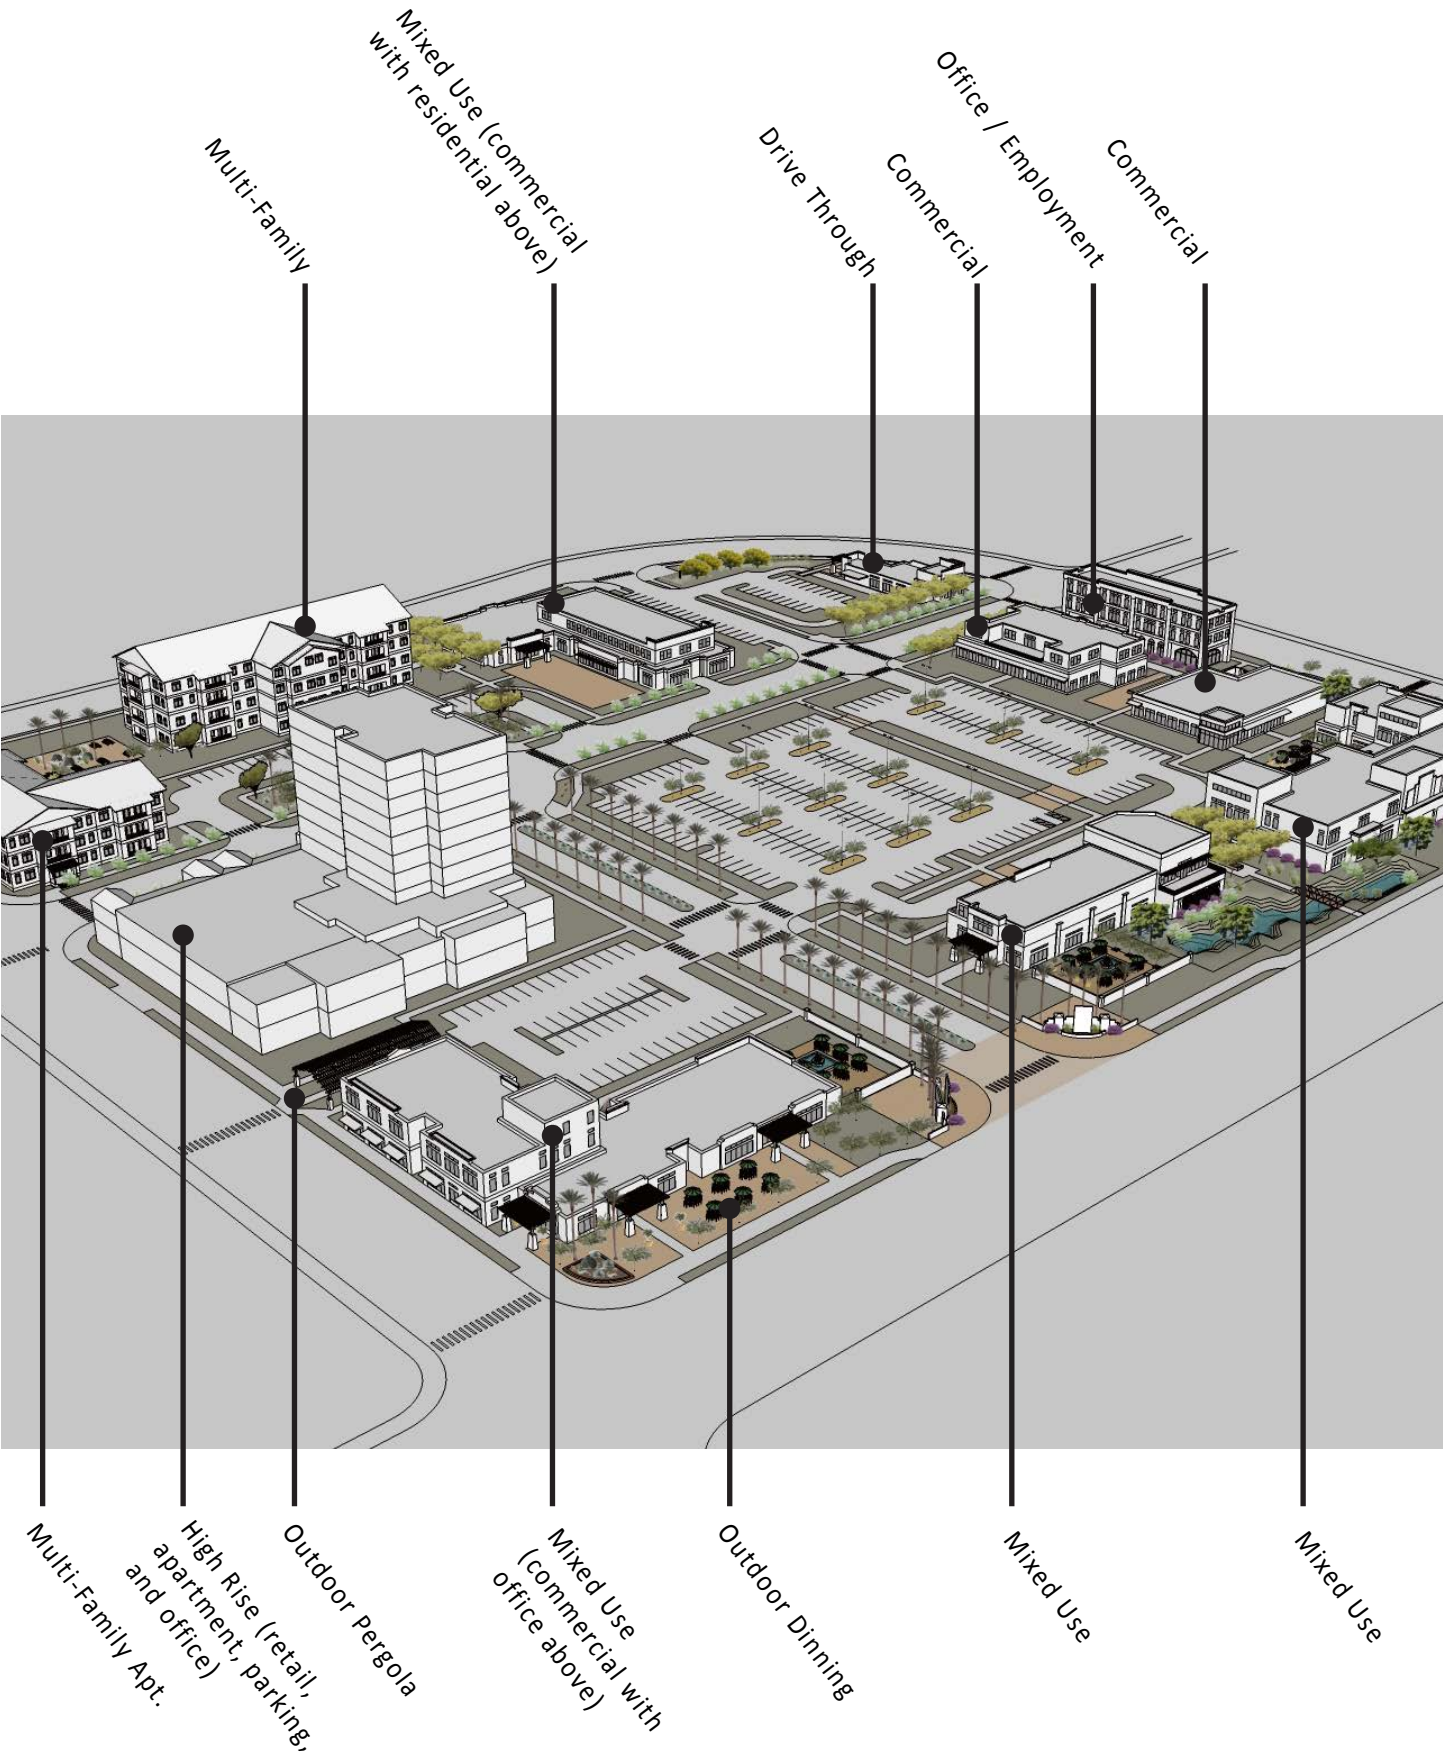 Multi-Family
Mixed Use (commercial
with residential above)
Drive Through
Commercial
Office / Employment
Commercial
Multi-Family Apt.
High Rise (retail,
apartment, parking,
and office)
Outdoor Pergola
Mixed Use
(commercial with
office above)
Outdoor Dinning
Mixed Use
Mixed Use